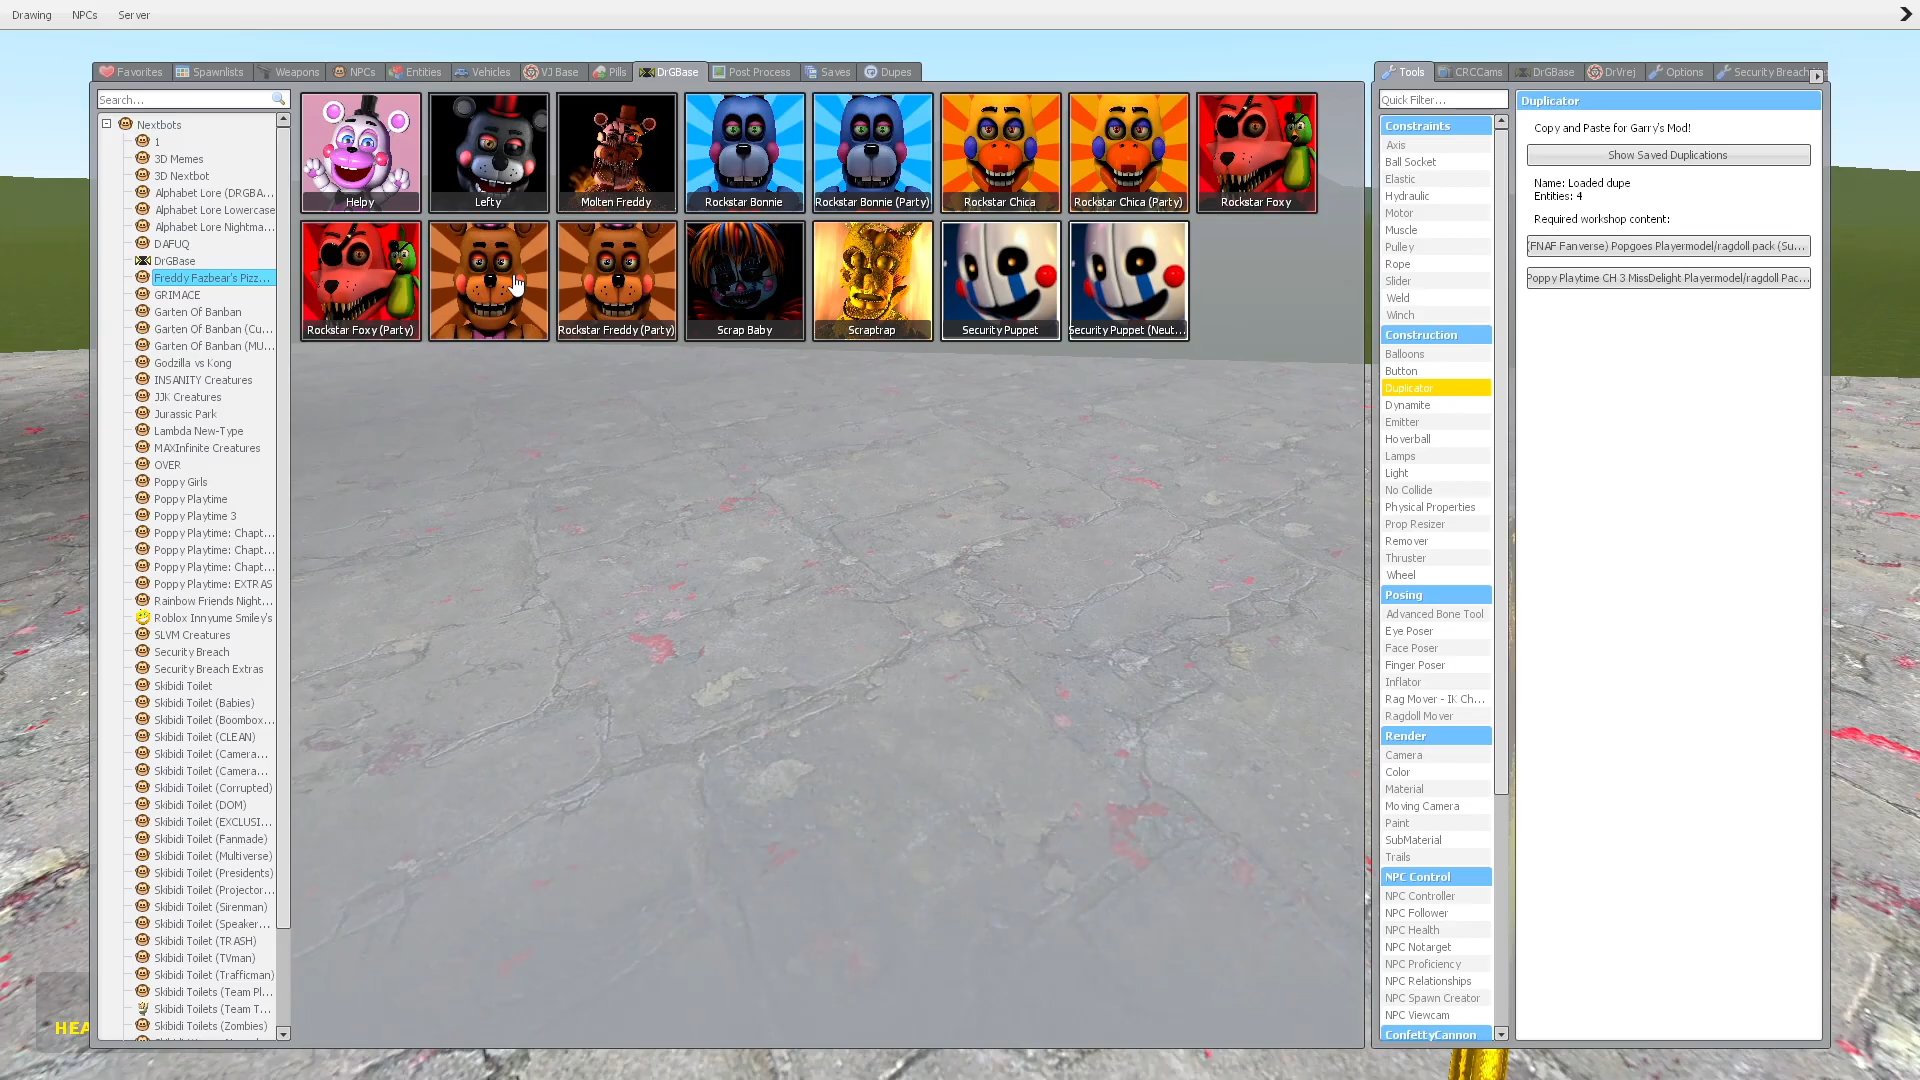 Drawing NPCs Server
Favorites Spawnlists Weapons NPCs Entities Vehicles VJ Base Pills DrGBase Post Process Saves Dupes
Search...
Nextbots
1
3D Memes
3D Nextbot
Alphabet Lore (DRGBA...
Alphabet Lore Lowercase
Alphabet Lore Nightma...
DAFUQ
DrGBase
Freddy Fazbear's Pizz...
GRIMACE
Garten Of Banban
Garten Of Banban (Cu...
Garten Of Banban (MU...
Godzilla vs Kong
INSANITY Creatures
JJK Creatures
Jurassic Park
Lambda New-Type
MAXInfinite Creatures
OVER
Poppy Girls
Poppy Playtime
Poppy Playtime 3
Poppy Playtime: Chapt...
Poppy Playtime: Chapt...
Poppy Playtime: Chapt...
Poppy Playtime: EXTRAS
Rainbow Friends Night...
Roblox Innyume Smiley's
SLVM Creatures
Security Breach
Security Breach Extras
Skibidi Toilet
Skibidi Toilet (Babies)
Skibidi Toilet (Boombox...
Skibidi Toilet (CLEAN)
Skibidi Toilet (Camera...
Skibidi Toilet (Camera...
Skibidi Toilet (Corrupted)
Skibidi Toilet (DOM)
Skibidi Toilet (EXCLUSI...
Skibidi Toilet (Fanmade)
Skibidi Toilet (Multiverse)
Skibidi Toilet (Presidents)
Skibidi Toilet (Projector...
Skibidi Toilet (Sirenman)
Skibidi Toilet (Speaker...
Skibidi Toilet (TRASH)
Skibidi Toilet (TVman)
Skibidi Toilet (Trafficman)
Skibidi Toilets (Team Pl...
Skibidi Toilets (Team T...
Skibidi Toilets (Zombies)
HEA
Helpy Lefty Molten Freddy Rockstar Bonnie Rockstar Bonnie (Party) Rockstar Chica Rockstar Chica (Party) Rockstar Foxy
Rockstar Foxy (Party) Rockstar Freddy (Party) Scrap Baby Scraptrap Security Puppet Security Puppet (Neut...
Tools CRCCams DrGBase DrVrej Options Security Breach
Quick Filter...
Constraints
Axis
Ball Socket
Elastic
Hydraulic
Motor
Muscle
Pulley
Rope
Slider
Weld
Winch
Construction
Balloons
Button
Duplicator
Dynamite
Emitter
Hoverball
Lamps
Light
No Collide
Physical Properties
Prop Resizer
Remover
Thruster
Wheel
Posing
Advanced Bone Tool
Eye Poser
Face Poser
Finger Poser
Inflator
Rag Mover - IK Ch...
Ragdoll Mover
Render
Camera
Color
Material
Moving Camera
Paint
SubMaterial
Trails
NPC Control
NPC Controller
NPC Follower
NPC Health
NPC Notarget
NPC Proficiency
NPC Relationships
NPC Spawn Creator
NPC Viewcam
ConfettyCannon
Duplicator
Copy and Paste for Garry's Mod!
Show Saved Duplications
Name: Loaded dupe
Entities: 4
Required workshop content:
(FNAF Fanverse) Popgoes Playermodel/ragdoll pack (Su...
Poppy Playtime CH 3 MissDelight Playermodel/ragdoll Pac...